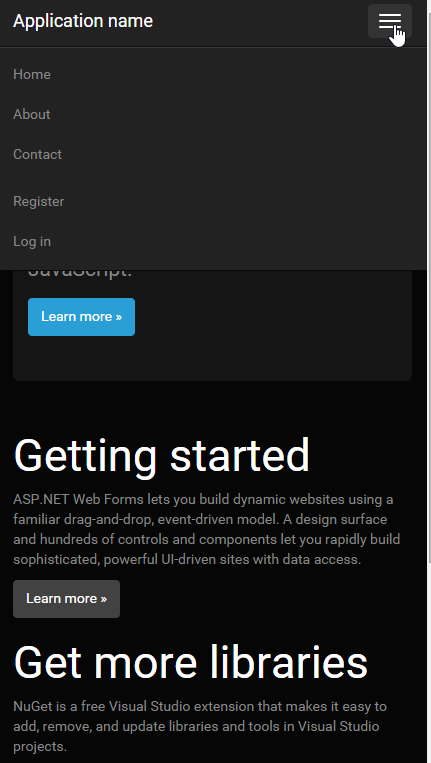 Application name
Home
About
Contact
Register
Log in
JavaScript.
Learn more »
Getting started
ASP.NET Web Forms lets you build dynamic websites using a
familiar drag-and-drop, event-driven model. A design surface
and hundreds of controls and components let you rapidly build
sophisticated, powerful UI-driven sites with data access.
Learn more »
Get more libraries
NuGet is a free Visual Studio extension that makes it easy to
add, remove, and update libraries and tools in Visual Studio
projects.